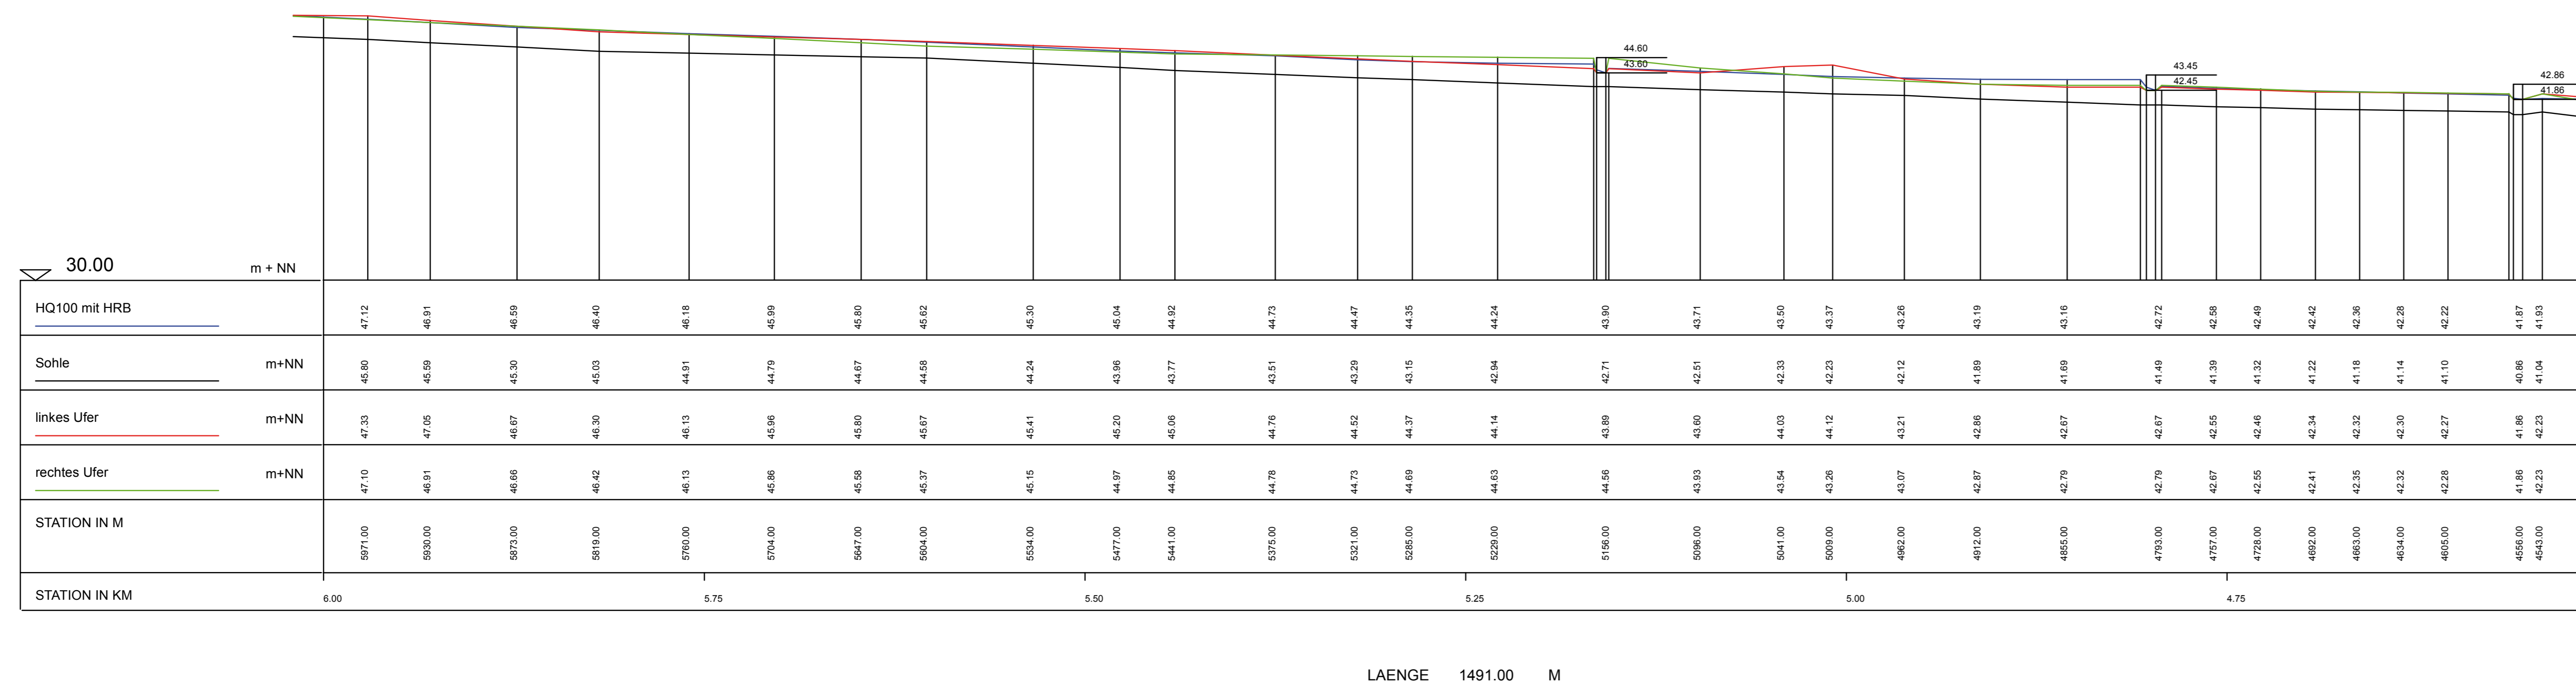 44.60
43.60
43.45
42.45
42.86
41.86
30.00 m + NN
HQ100 mit HRB 47.12 46.91 46.59 46.40 46.18 45.99 45.80 45.62 45.30 45.04 44.92 44.73 44.47 44.35 44.24 43.90 43.71 43.50 43.37 43.26 43.19 43.16 42.72 42.58 42.49 42.42 42.36 42.28 42.22 41.87 41.93
Sohle m+NN 45.80 45.59 45.30 45.03 44.91 44.79 44.67 44.58 44.24 43.96 43.77 43.51 43.29 43.15 42.94 42.71 42.51 42.33 42.23 42.12 41.89 41.69 41.49 41.39 41.32 41.22 41.18 41.14 41.10 40.86 41.04
linkes Ufer m+NN 47.33 47.05 46.67 46.30 46.13 45.96 45.80 45.67 45.41 45.20 45.06 44.76 44.52 44.37 44.14 43.89 43.60 44.03 44.12 43.21 42.86 42.67 42.67 42.55 42.46 42.34 42.32 42.30 42.27 41.86 42.23
rechtes Ufer m+NN 47.10 46.91 46.66 46.42 46.13 45.86 45.58 45.37 45.15 44.97 44.85 44.78 44.73 44.69 44.63 44.56 43.93 43.54 43.26 43.07 42.87 42.79 42.79 42.67 42.55 42.41 42.35 42.32 42.28 41.86 42.23
STATION IN M 5971.00 5930.00 5873.00 5819.00 5760.00 5704.00 5647.00 5604.00 5534.00 5477.00 5441.00 5375.00 5321.00 5285.00 5229.00 5156.00 5096.00 5041.00 5009.00 4962.00 4912.00 4855.00 4793.00 4757.00 4728.00 4692.00 4663.00 4634.00 4605.00 4556.00 4543.00
STATION IN KM 6.00 5.75 5.50 5.25 5.00 4.75
LAENGE 1491.00 M